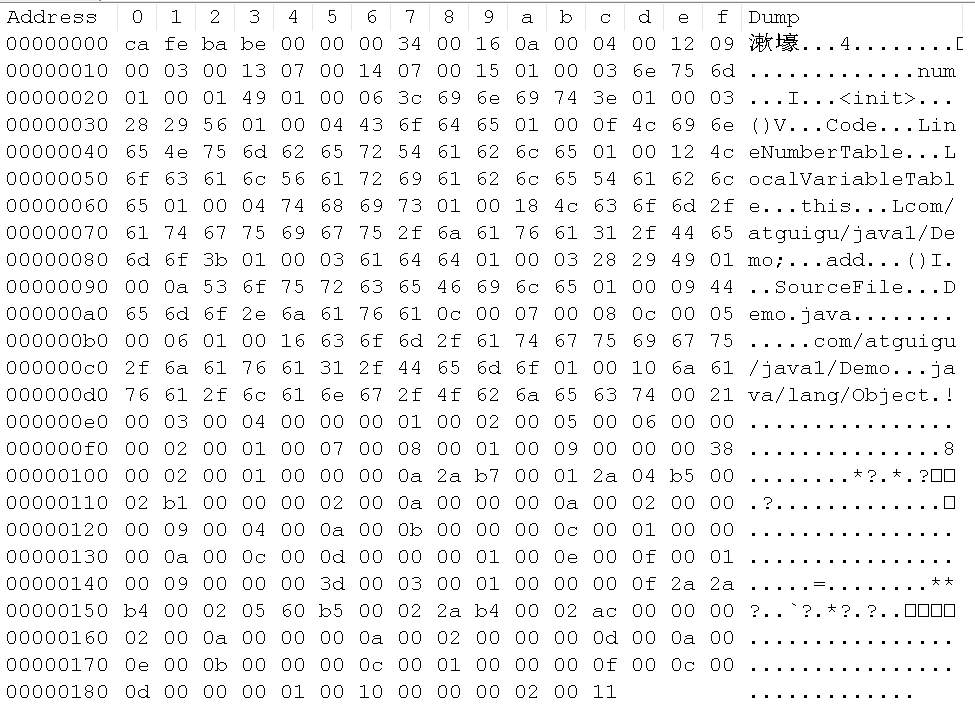 Address 0 1 2 3 4 5 6 7 8 9 a b c d e f Dump
00000000 ca fe ba be 00 00 00 34 00 16 0a 00 04 00 12 09 漱壕...4........□
00000010 00 03 00 13 07 00 14 07 00 15 01 00 03 6e 75 6d .............num
00000020 01 00 01 49 01 00 06 3c 69 6e 69 74 3e 01 00 03 ...I...<init>...
00000030 28 29 56 01 00 04 43 6f 64 65 01 00 0f 4c 69 6e ()V...Code...Lin
00000040 65 4e 75 6d 62 65 72 54 61 62 6c 65 01 00 12 4c eNumberTable...L
00000050 6f 63 61 6c 56 61 72 69 61 62 6c 65 54 61 62 6c ocalVariableTabl
00000060 65 01 00 04 74 68 69 73 01 00 18 4c 63 6f 6d 2f e...this...Lcom/
00000070 61 74 67 75 69 67 75 2f 6a 61 76 61 31 2f 44 65 atguigu/java1/De
00000080 6d 6f 3b 01 00 03 61 64 64 01 00 03 28 29 49 01 mo;...add...()I.
00000090 00 0a 53 6f 75 72 63 65 46 69 6c 65 01 00 09 44 ..SourceFile...D
000000a0 65 6d 6f 2e 6a 61 76 61 0c 00 07 00 08 0c 00 05 emo.java........
000000b0 00 06 01 00 16 63 6f 6d 2f 61 74 67 75 69 67 75 .....com/atguigu
000000c0 2f 6a 61 76 61 31 2f 44 65 6d 6f 01 00 10 6a 61 /java1/Demo...ja
000000d0 76 61 2f 6c 61 6e 67 2f 4f 62 6a 65 63 74 00 21 va/lang/Object.!
000000e0 00 03 00 04 00 00 00 01 00 02 00 05 00 06 00 00 ................
000000f0 00 02 00 01 00 07 00 08 00 01 00 09 00 00 00 38 ...............8
00000100 00 02 00 01 00 00 00 0a 2a b7 00 01 2a 04 b5 00 ........*?.*.?□□
00000110 02 b1 00 00 00 02 00 0a 00 00 00 0a 00 02 00 00 .?.............□
00000120 00 09 00 04 00 0a 00 0b 00 00 00 0c 00 01 00 00 ................
00000130 00 0a 00 0c 00 0d 00 00 00 01 00 0e 00 0f 00 01 ................
00000140 00 09 00 00 00 3d 00 03 00 01 00 00 00 0f 2a 2a .....=........**
00000150 b4 00 02 05 60 b5 00 02 2a b4 00 02 ac 00 00 00 ?..`?.*?.?..□□□□
00000160 02 00 0a 00 00 00 0a 00 02 00 00 00 0d 00 0a 00 ................
00000170 0e 00 0b 00 00 00 0c 00 01 00 00 00 0f 00 0c 00 ................
00000180 0d 00 00 00 01 00 10 00 00 00 02 00 11 .............